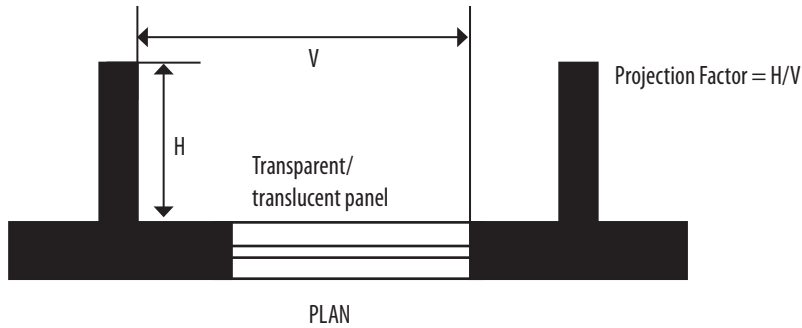 V
Projection Factor = H/V
H
Transparent/
translucent panel
PLAN